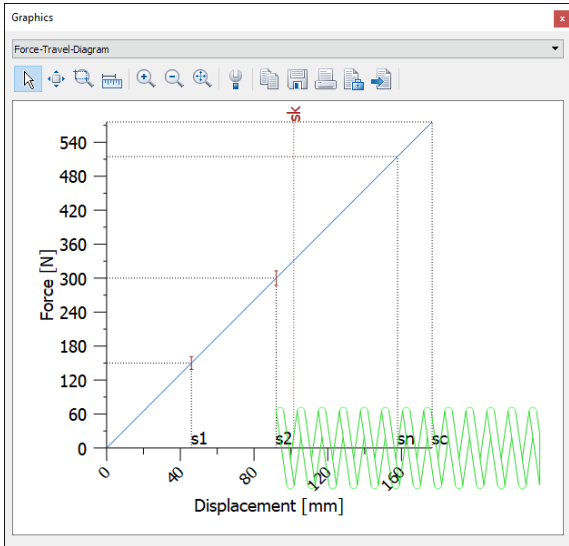 Graphics
x
Force-Travel-Diagram
sk
540
480
420
360
300
240
180
120
60
0
Force [N]
s1
s2
sn
sc
0
40
80
120
160
Displacement [mm]